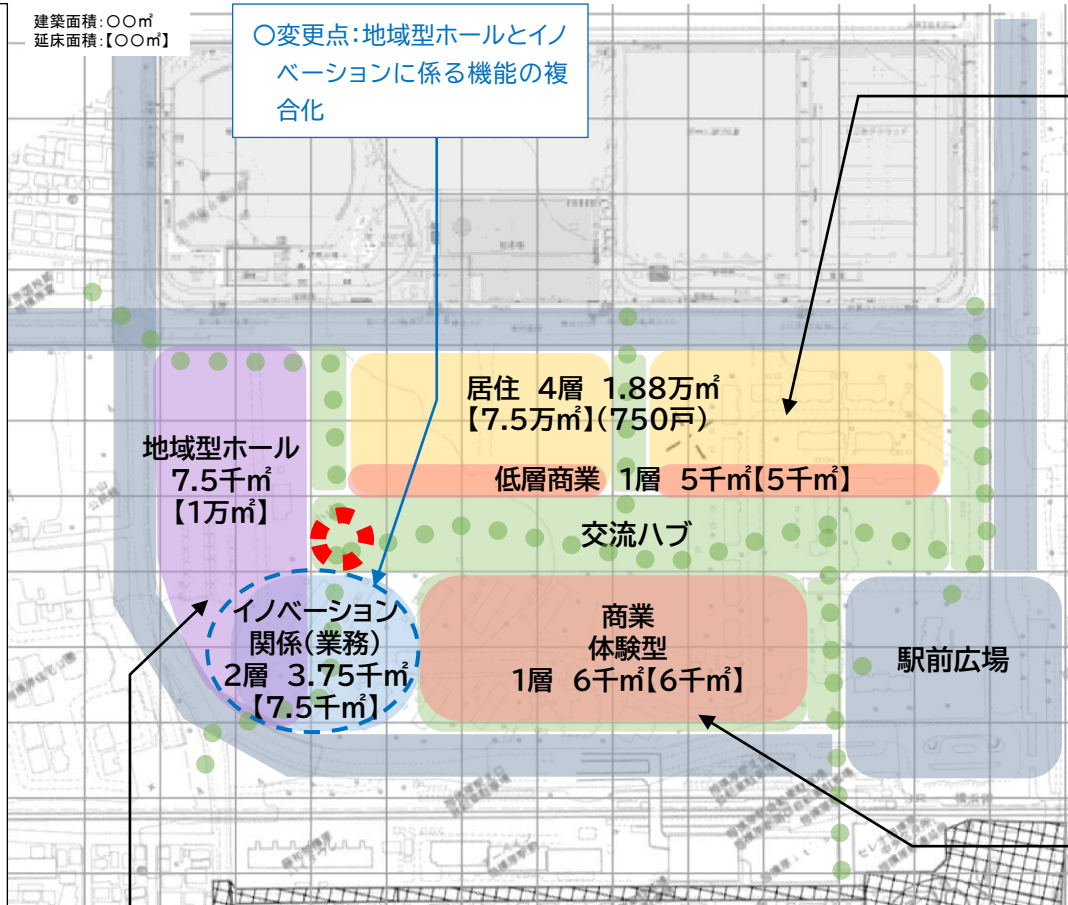 建築面積:〇〇㎡
延床面積:【〇〇㎡】
〇変更点:地域型ホールとイノ
ベーションに係る機能の複
合化
居住 4層 1.88万㎡
【7.5万㎡】(750戸)
地域型ホール
7.5千㎡
【1万㎡】
低層商業 1層 5千㎡【5千㎡】
交流ハブ
イノベーション
関係(業務)
2層 3.75千㎡
【7.5千㎡】
商業
体験型
1層 6千㎡【6千㎡】
駅前広場